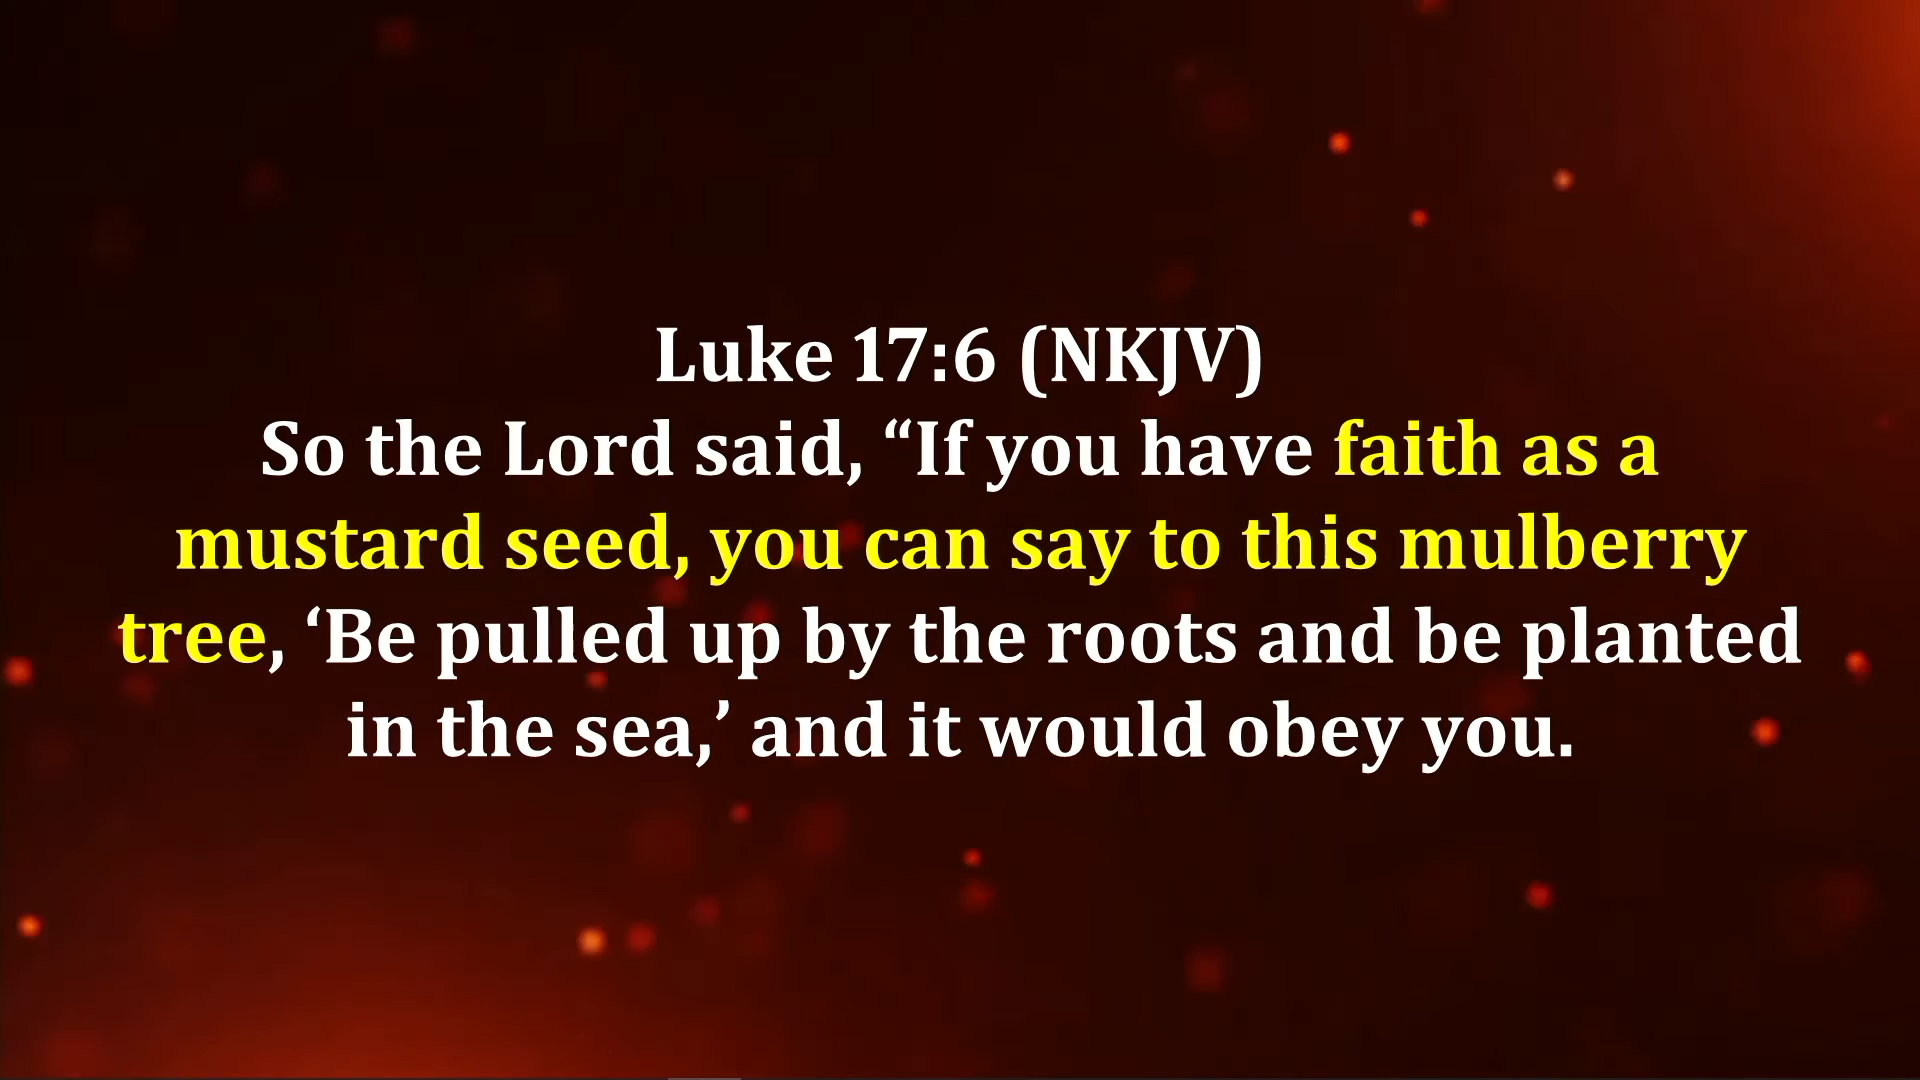 Luke 17:6 (NKJV)
So the Lord said, “If you have faith as a
mustard seed, you can say to this mulberry
tree, ‘Be pulled up by the roots and be planted
in the sea,’ and it would obey you.